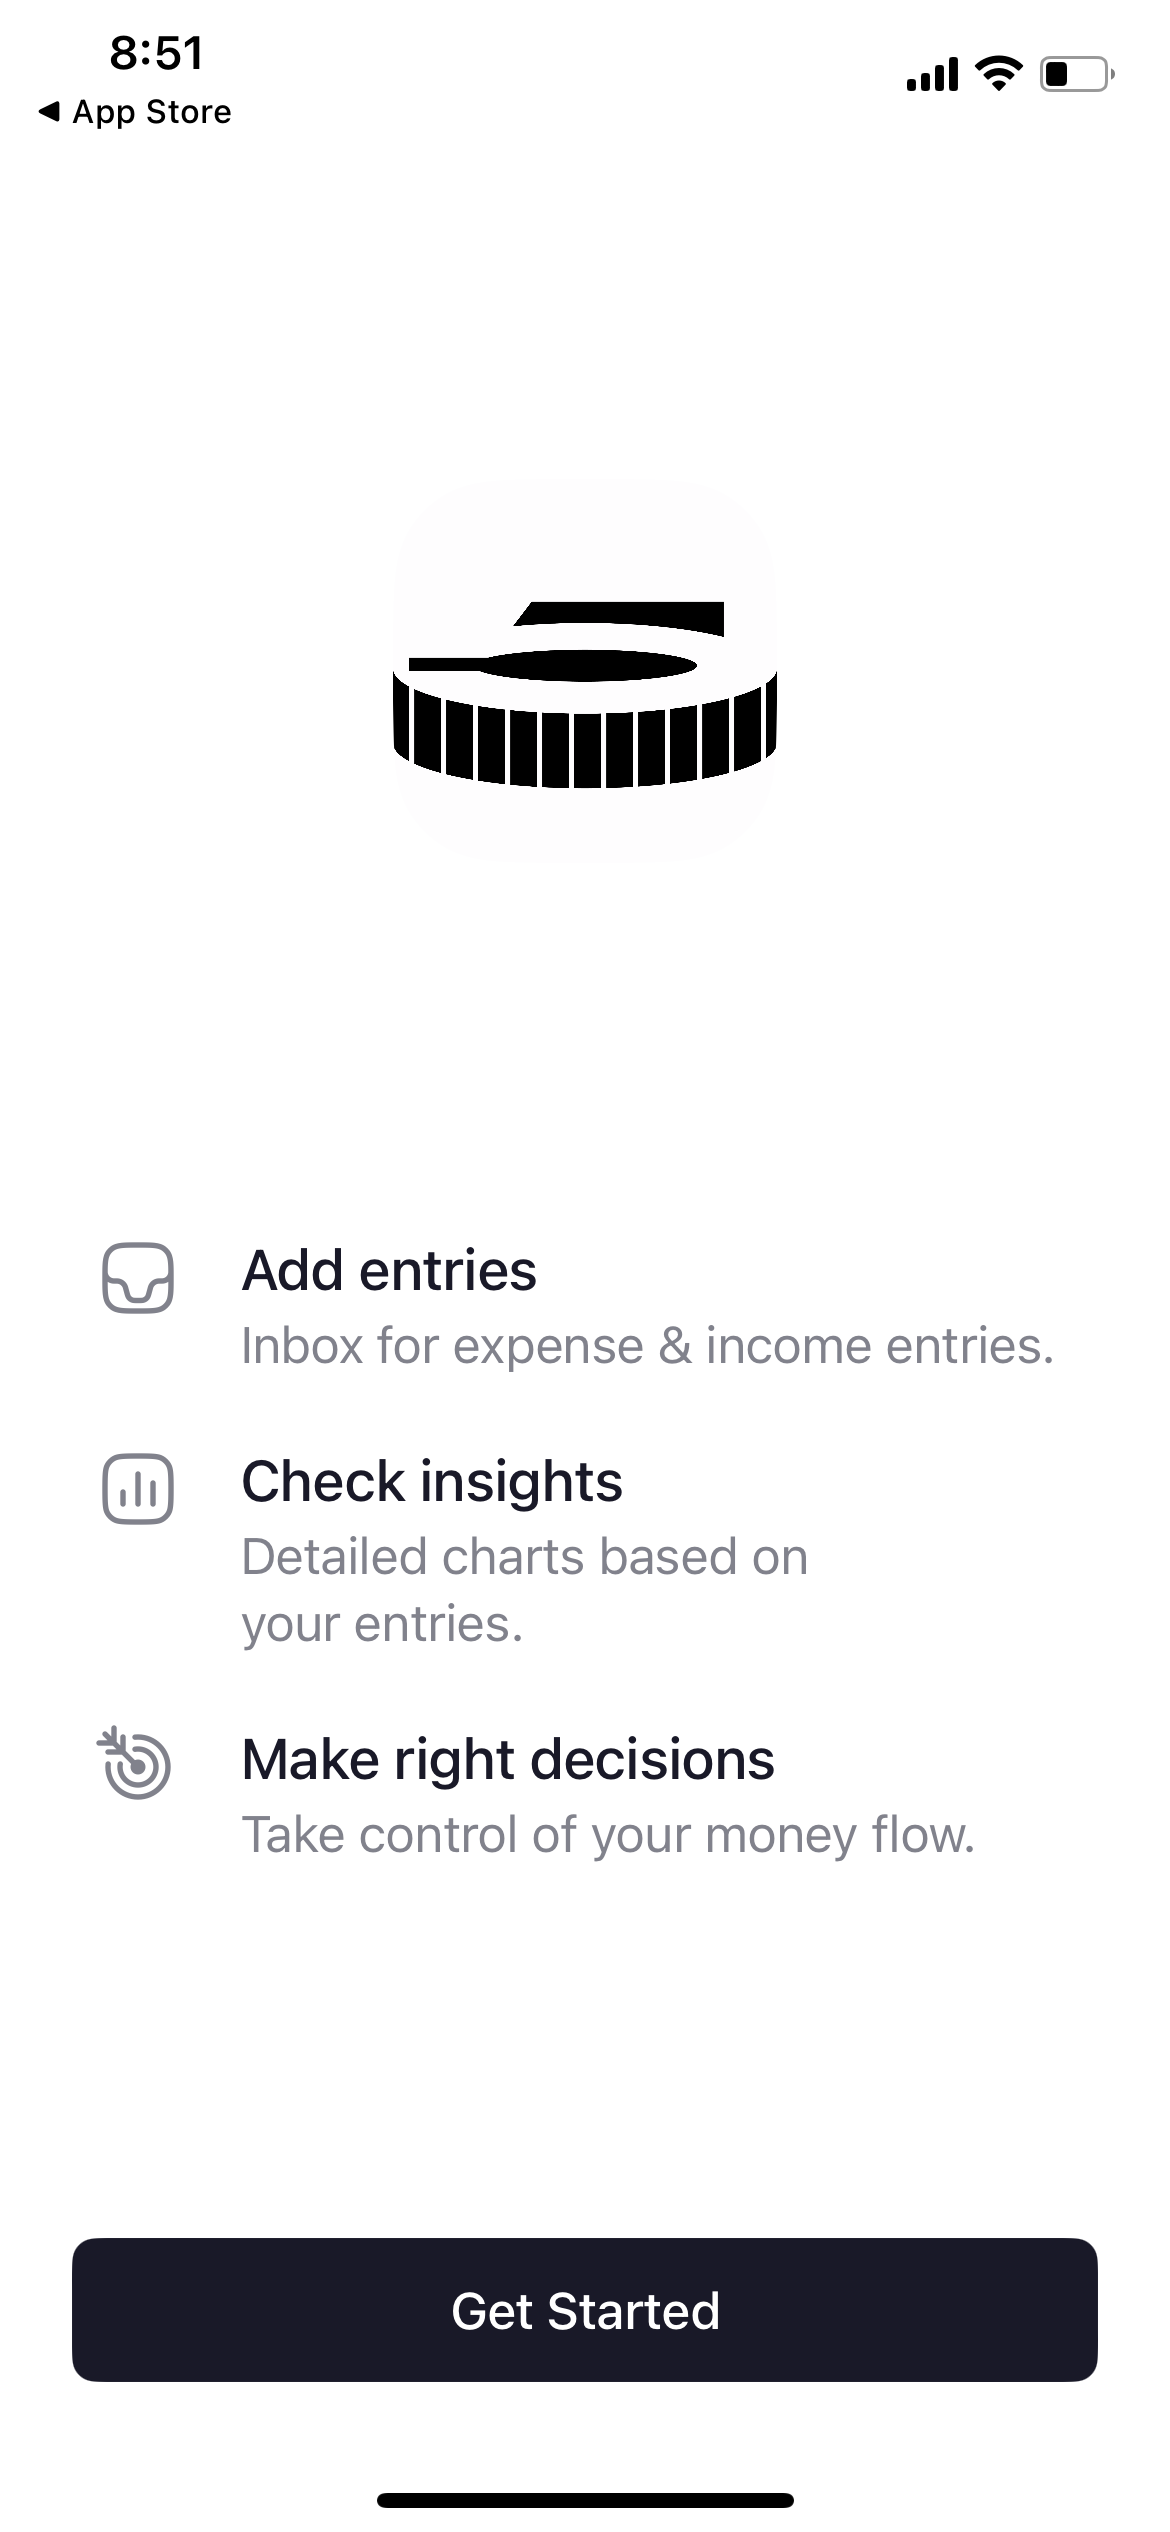 8:51
App Store
Add entries
Inbox for expense & income entries.
Check insights
Detailed charts based on
your entries.
Make right decisions
Take control of your money flow.
Get Started